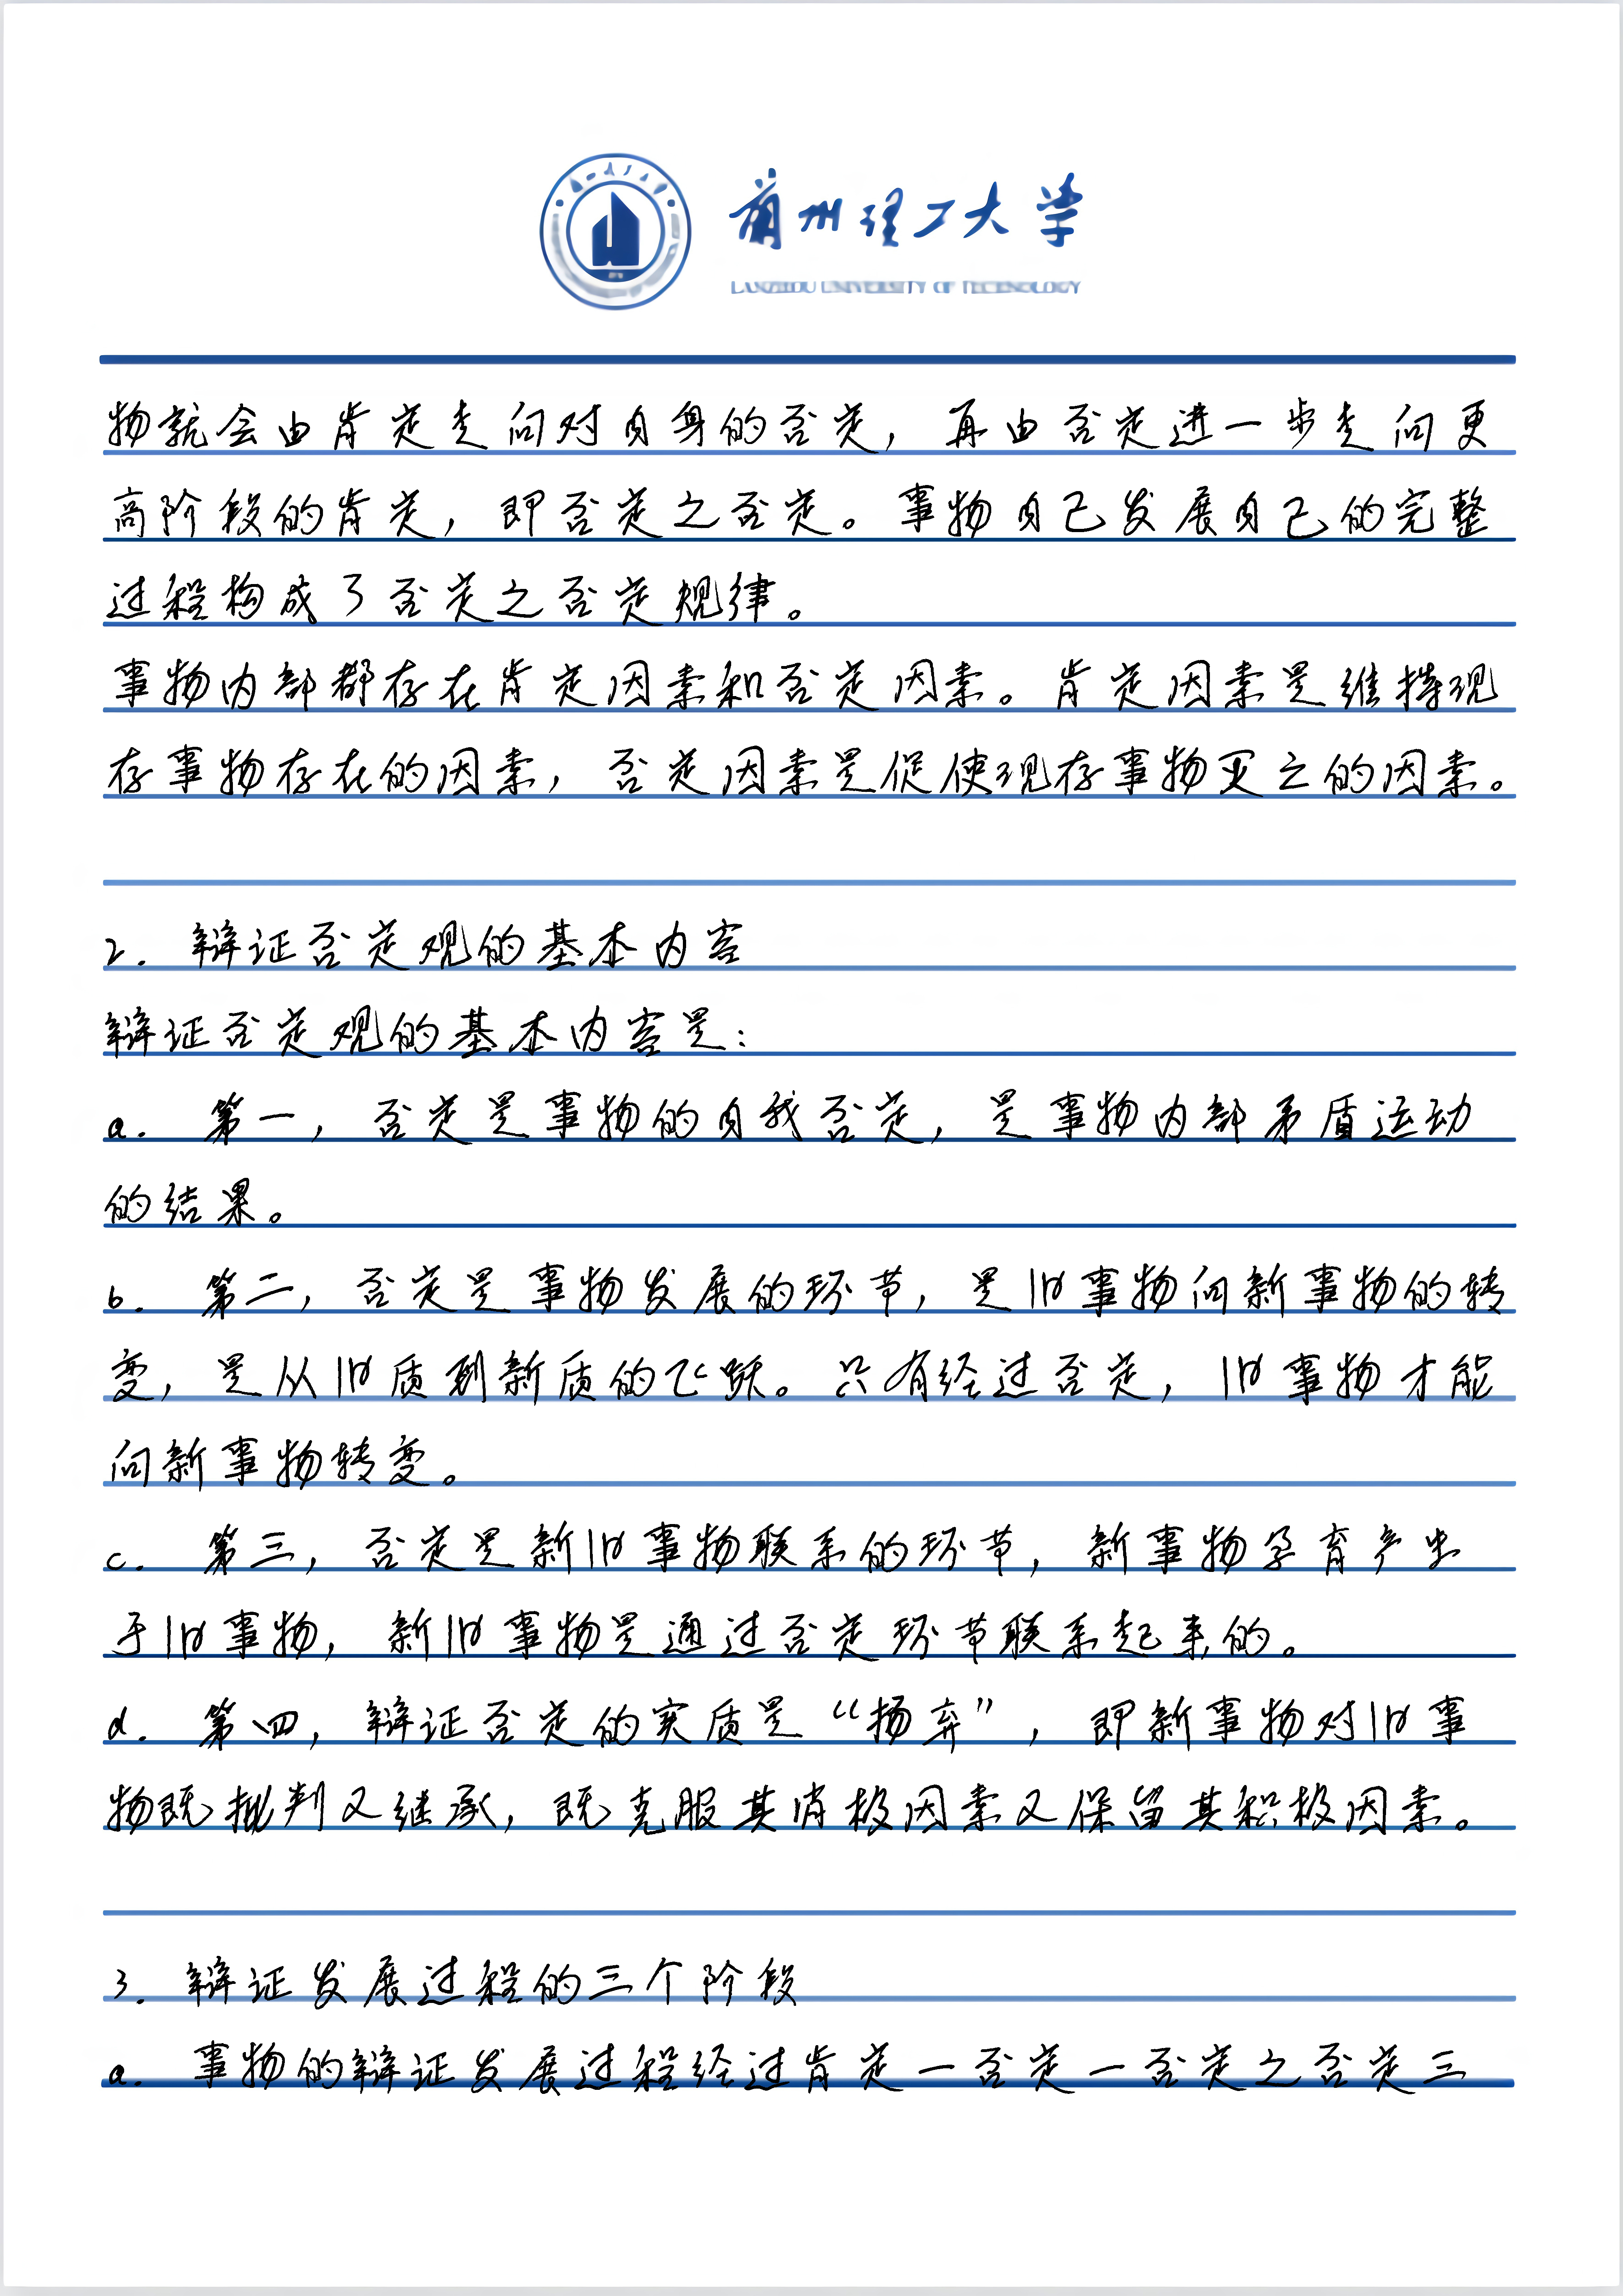 兰州理工大学
LANZHOU UNIVERSITY OF TECHNOLOGY
物就会由肯定走向对自身的否定，再由否定进一步走向更
高阶段的肯定，即否定之否定。事物自己发展自己的完整
过程构成了否定之否定规律。
事物内部都存在肯定因素和否定因素。肯定因素是维持现
存事物存在的因素，否定因素是促使现存事物灭亡的因素。
2. 辩证否定观的基本内容
辩证否定观的基本内容是：
a. 第一，否定是事物的自我否定，是事物内部矛盾运动
的结果。
b. 第二，否定是事物发展的环节，是旧事物向新事物的转
变，是从旧质到新质的飞跃。只有经过否定，旧事物才能
向新事物转变。
c. 第三，否定是新旧事物联系的环节，新事物孕育产生
于旧事物，新旧事物是通过否定环节联系起来的。
d. 第四，辩证否定的实质是“扬弃”，即新事物对旧事
物既批判又继承，既克服其消极因素又保留其积极因素。
3. 辩证发展过程的三个阶段
a. 事物的辩证发展过程经过肯定一否定一否定之否定三